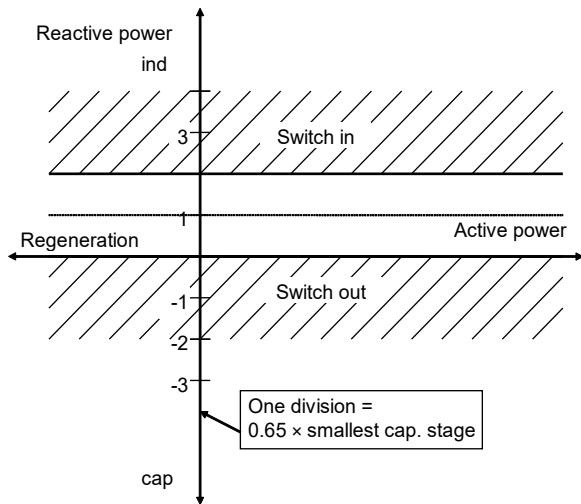 Reactive power
ind
3
Switch in
1
Regeneration
Active power
Switch out
-1
-2
-3
One division =
0.65 × smallest cap. stage
cap